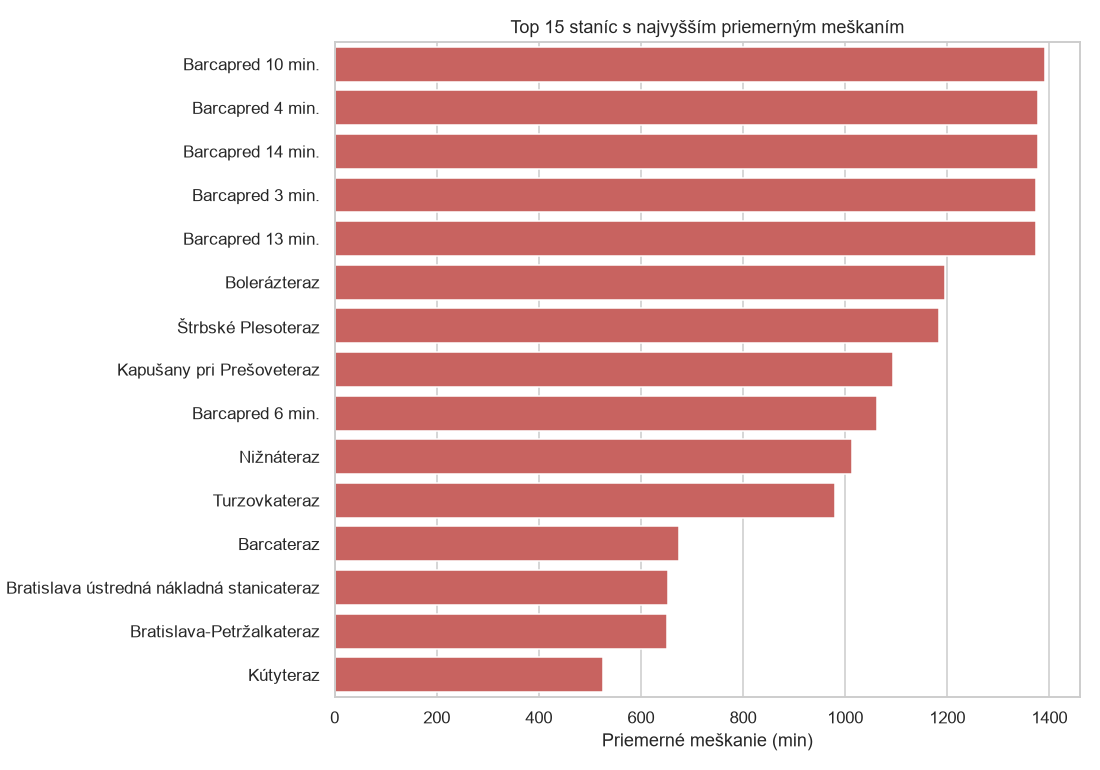 Top 15 staníc s najvyšším priemerným meškaním
Barcapred 10 min.
Barcapred 4 min.
Barcapred 14 min.
Barcapred 3 min.
Barcapred 13 min.
Bolerázteraz
Štrbské Plesoteraz
Kapušany pri Prešoveteraz
Barcapred 6 min.
Nižnáteraz
Turzovkateraz
Barcateraz
Bratislava ústredná nákladná stanicateraz
Bratislava-Petržalkateraz
Kútyteraz
0 200 400 600 800 1000 1200 1400
Priemerné meškanie (min)